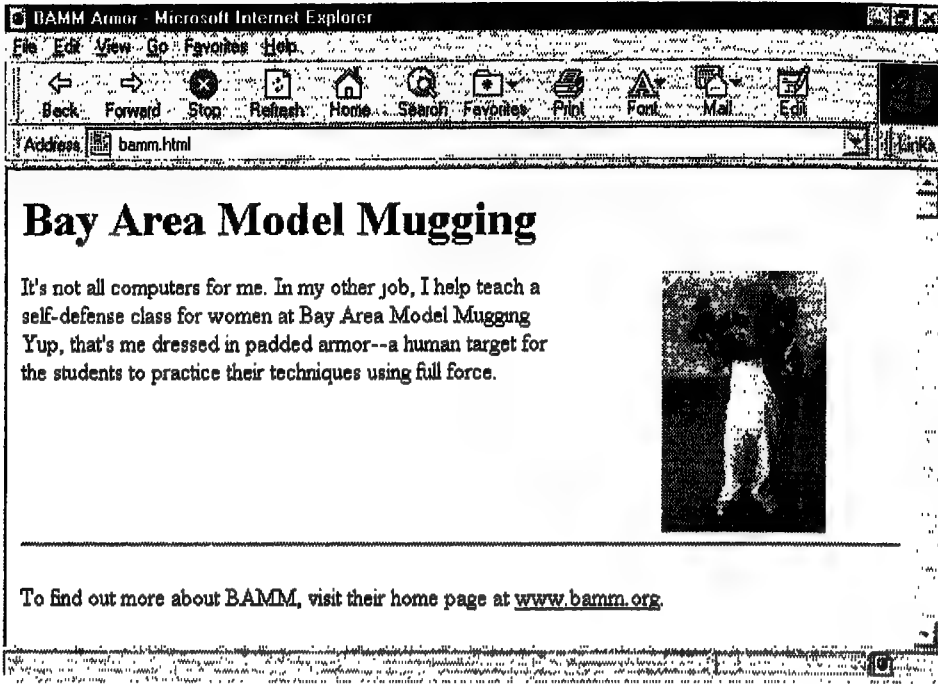 BAMM Armor - Microsoft Internet Explorer
File Edit View Go Favorites Help
Back Forward Stop Refresh Home Search Favorites Print Font Mail Edit
Address bamm.html Links
Bay Area Model Mugging
It's not all computers for me. In my other job, I help teach a
self-defense class for women at Bay Area Model Mugging
Yup, that's me dressed in padded armor--a human target for
the students to practice their techniques using full force.
To find out more about BAMM, visit their home page at www.bamm.org.